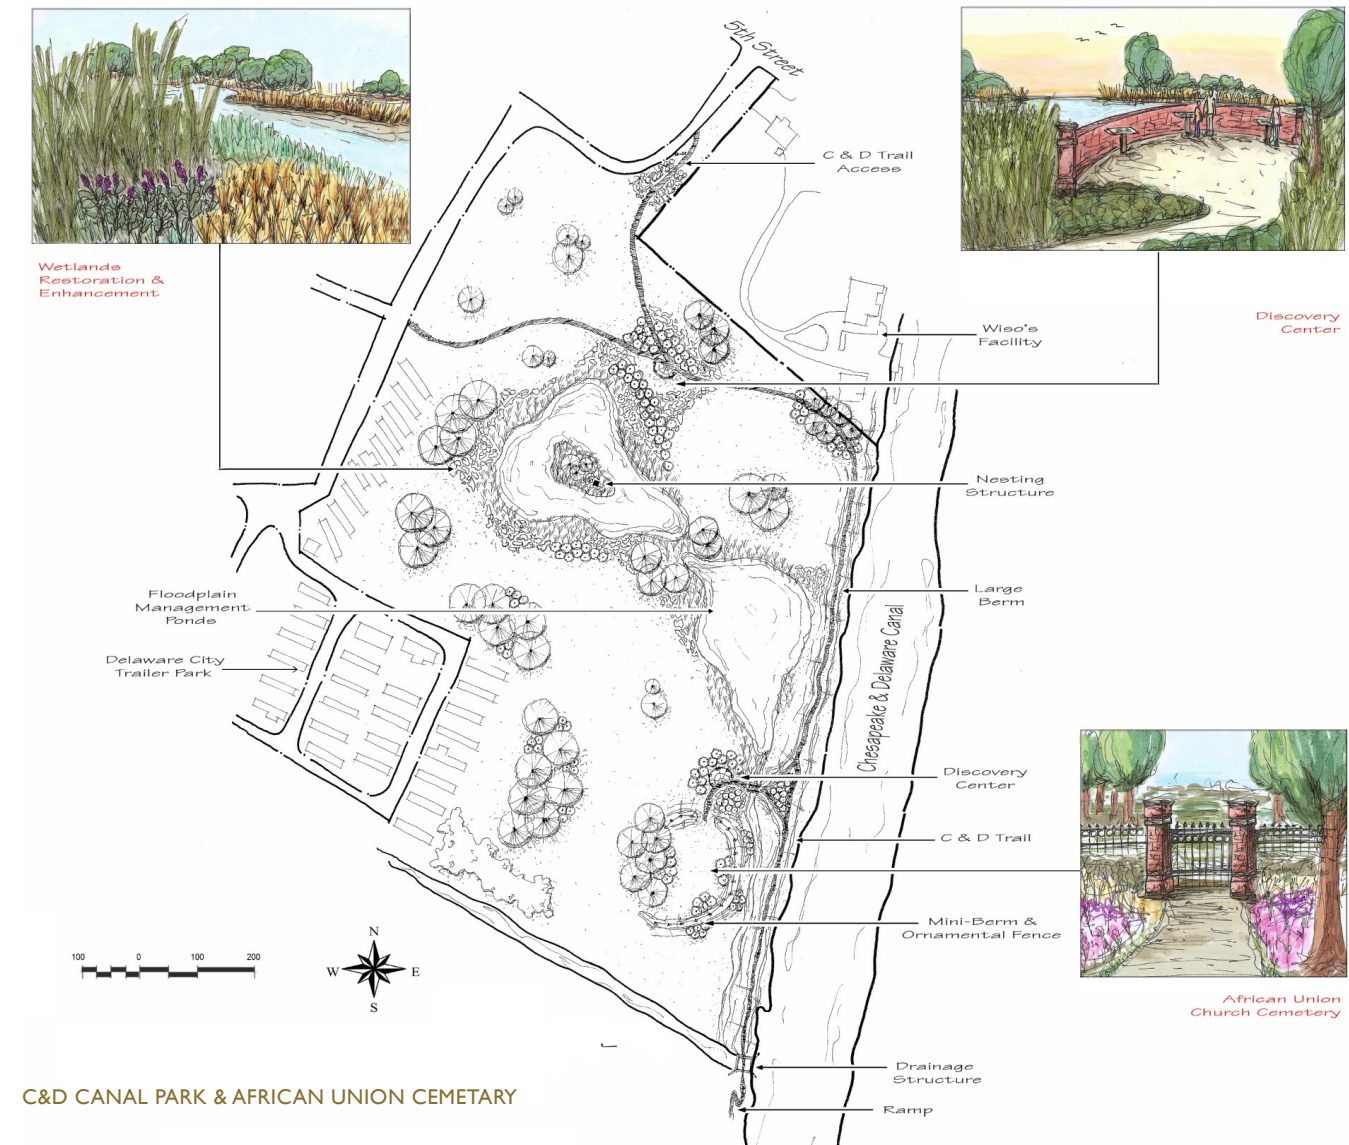 5th Street
C & D Trail
Access
Wetlands
Restoration &
Enhancement
Discovery
Center
Wiso's
Facility
Nesting
Structure
Floodplain
Management
Ponds
Large
Berm
Chesapeake & Delaware Canal
Delaware City
Trailer Park
Discovery
Center
C & D Trail
Mini-Berm &
Ornamental Fence
African Union
Church Cemetery
100 0 100 200
N
W E
S
Drainage
Structure
Ramp
C&D CANAL PARK & AFRICAN UNION CEMETARY